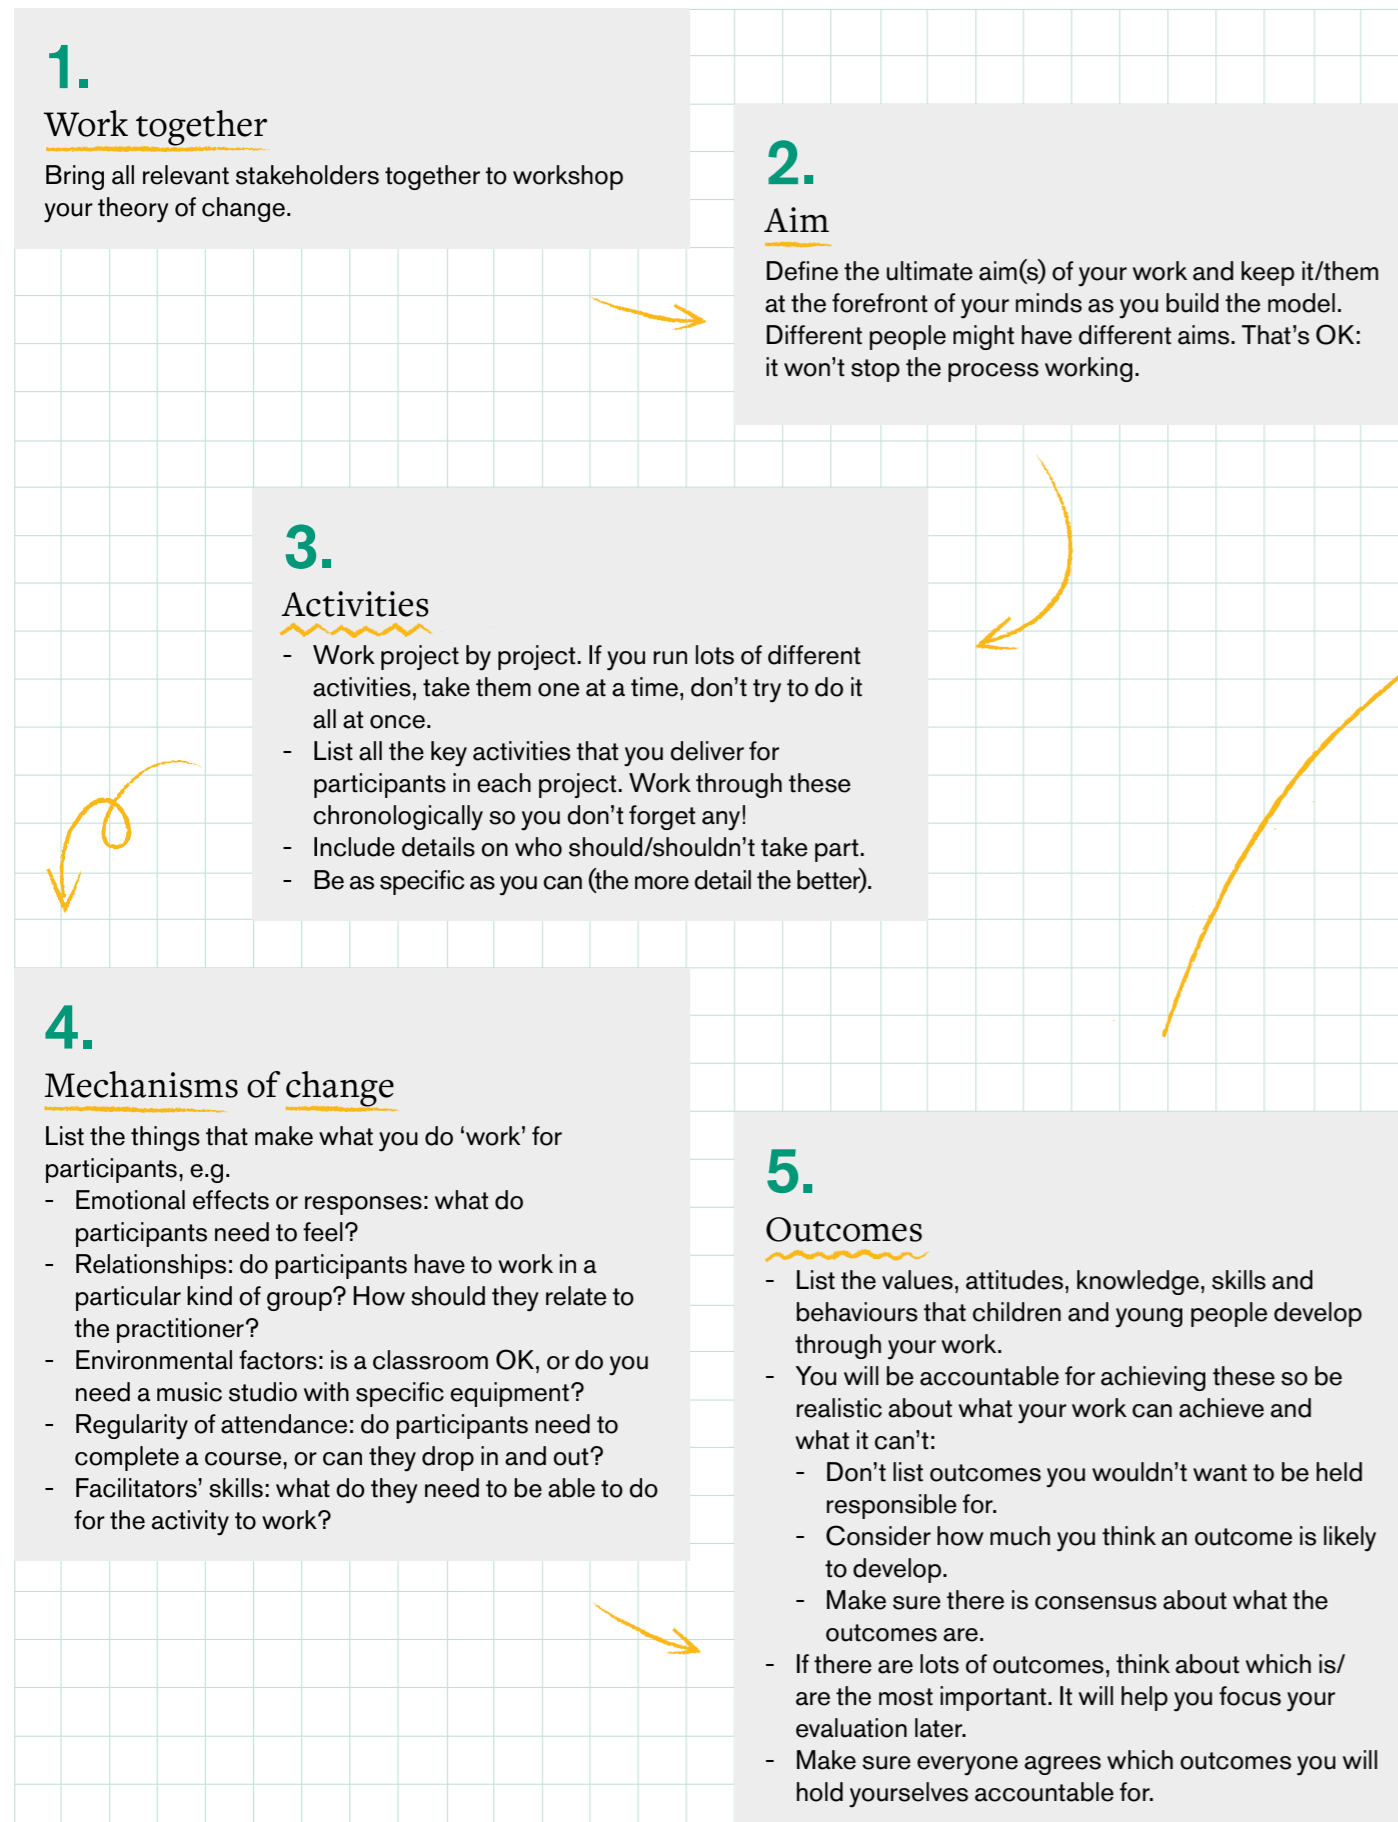 1.
Work together
Bring all relevant stakeholders together to workshop
your theory of change.
2.
Aim
Define the ultimate aim(s) of your work and keep it/them
at the forefront of your minds as you build the model.
Different people might have different aims. That’s OK:
it won’t stop the process working.
3.
Activities
- Work project by project. If you run lots of different
activities, take them one at a time, don’t try to do it
all at once.
- List all the key activities that you deliver for
participants in each project. Work through these
chronologically so you don’t forget any!
- Include details on who should/shouldn’t take part.
- Be as specific as you can (the more detail the better).
4.
Mechanisms of change
List the things that make what you do ‘work’ for
participants, e.g.
- Emotional effects or responses: what do
participants need to feel?
- Relationships: do participants have to work in a
particular kind of group? How should they relate to
the practitioner?
- Environmental factors: is a classroom OK, or do you
need a music studio with specific equipment?
- Regularity of attendance: do participants need to
complete a course, or can they drop in and out?
- Facilitators’ skills: what do they need to be able to do
for the activity to work?
5.
Outcomes
- List the values, attitudes, knowledge, skills and
behaviours that children and young people develop
through your work.
- You will be accountable for achieving these so be
realistic about what your work can achieve and
what it can’t:
- Don’t list outcomes you wouldn’t want to be held
responsible for.
- Consider how much you think an outcome is likely
to develop.
- Make sure there is consensus about what the
outcomes are.
- If there are lots of outcomes, think about which is/
are the most important. It will help you focus your
evaluation later.
- Make sure everyone agrees which outcomes you will
hold yourselves accountable for.